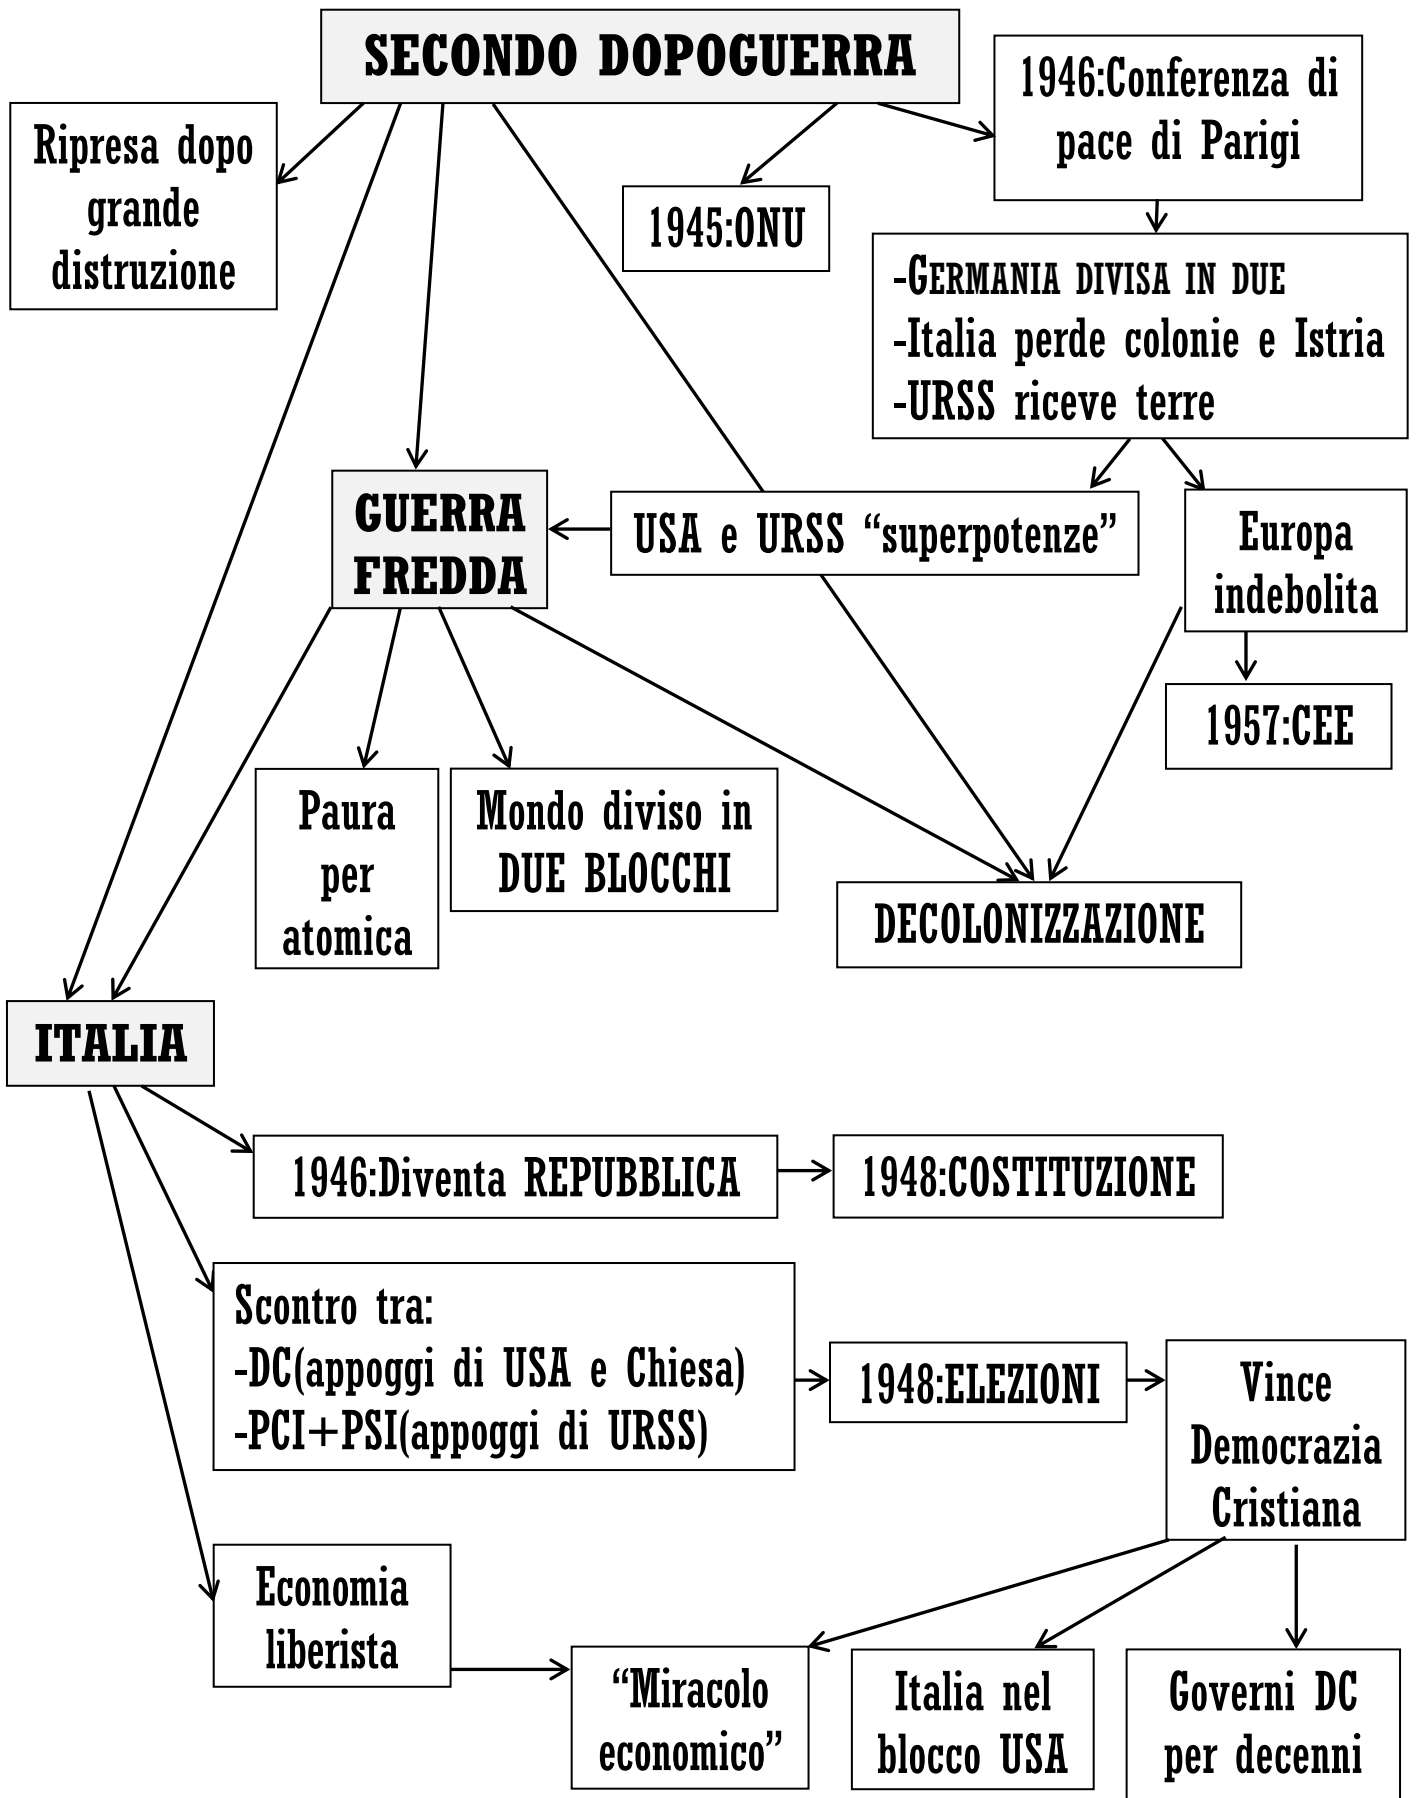 SECONDO DOPOGUERRA
1946:Conferenza di
pace di Parigi
Ripresa dopo
grande
distruzione
1945:ONU
-GERMANIA DIVISA IN DUE
-Italia perde colonie e Istria
-URSS riceve terre
GUERRA
FREDDA
USA e URSS “superpotenze”
Europa
indebolita
1957:CEE
Paura
per
atomica
Mondo diviso in
DUE BLOCCHI
DECOLONIZZAZIONE
ITALIA
1946:Diventa REPUBBLICA
1948:COSTITUZIONE
Scontro tra:
-DC(appoggi di USA e Chiesa)
-PCI+PSI(appoggi di URSS)
1948:ELEZIONI
Vince
Democrazia
Cristiana
Economia
liberista
“Miracolo
economico”
Italia nel
blocco USA
Governi DC
per decenni